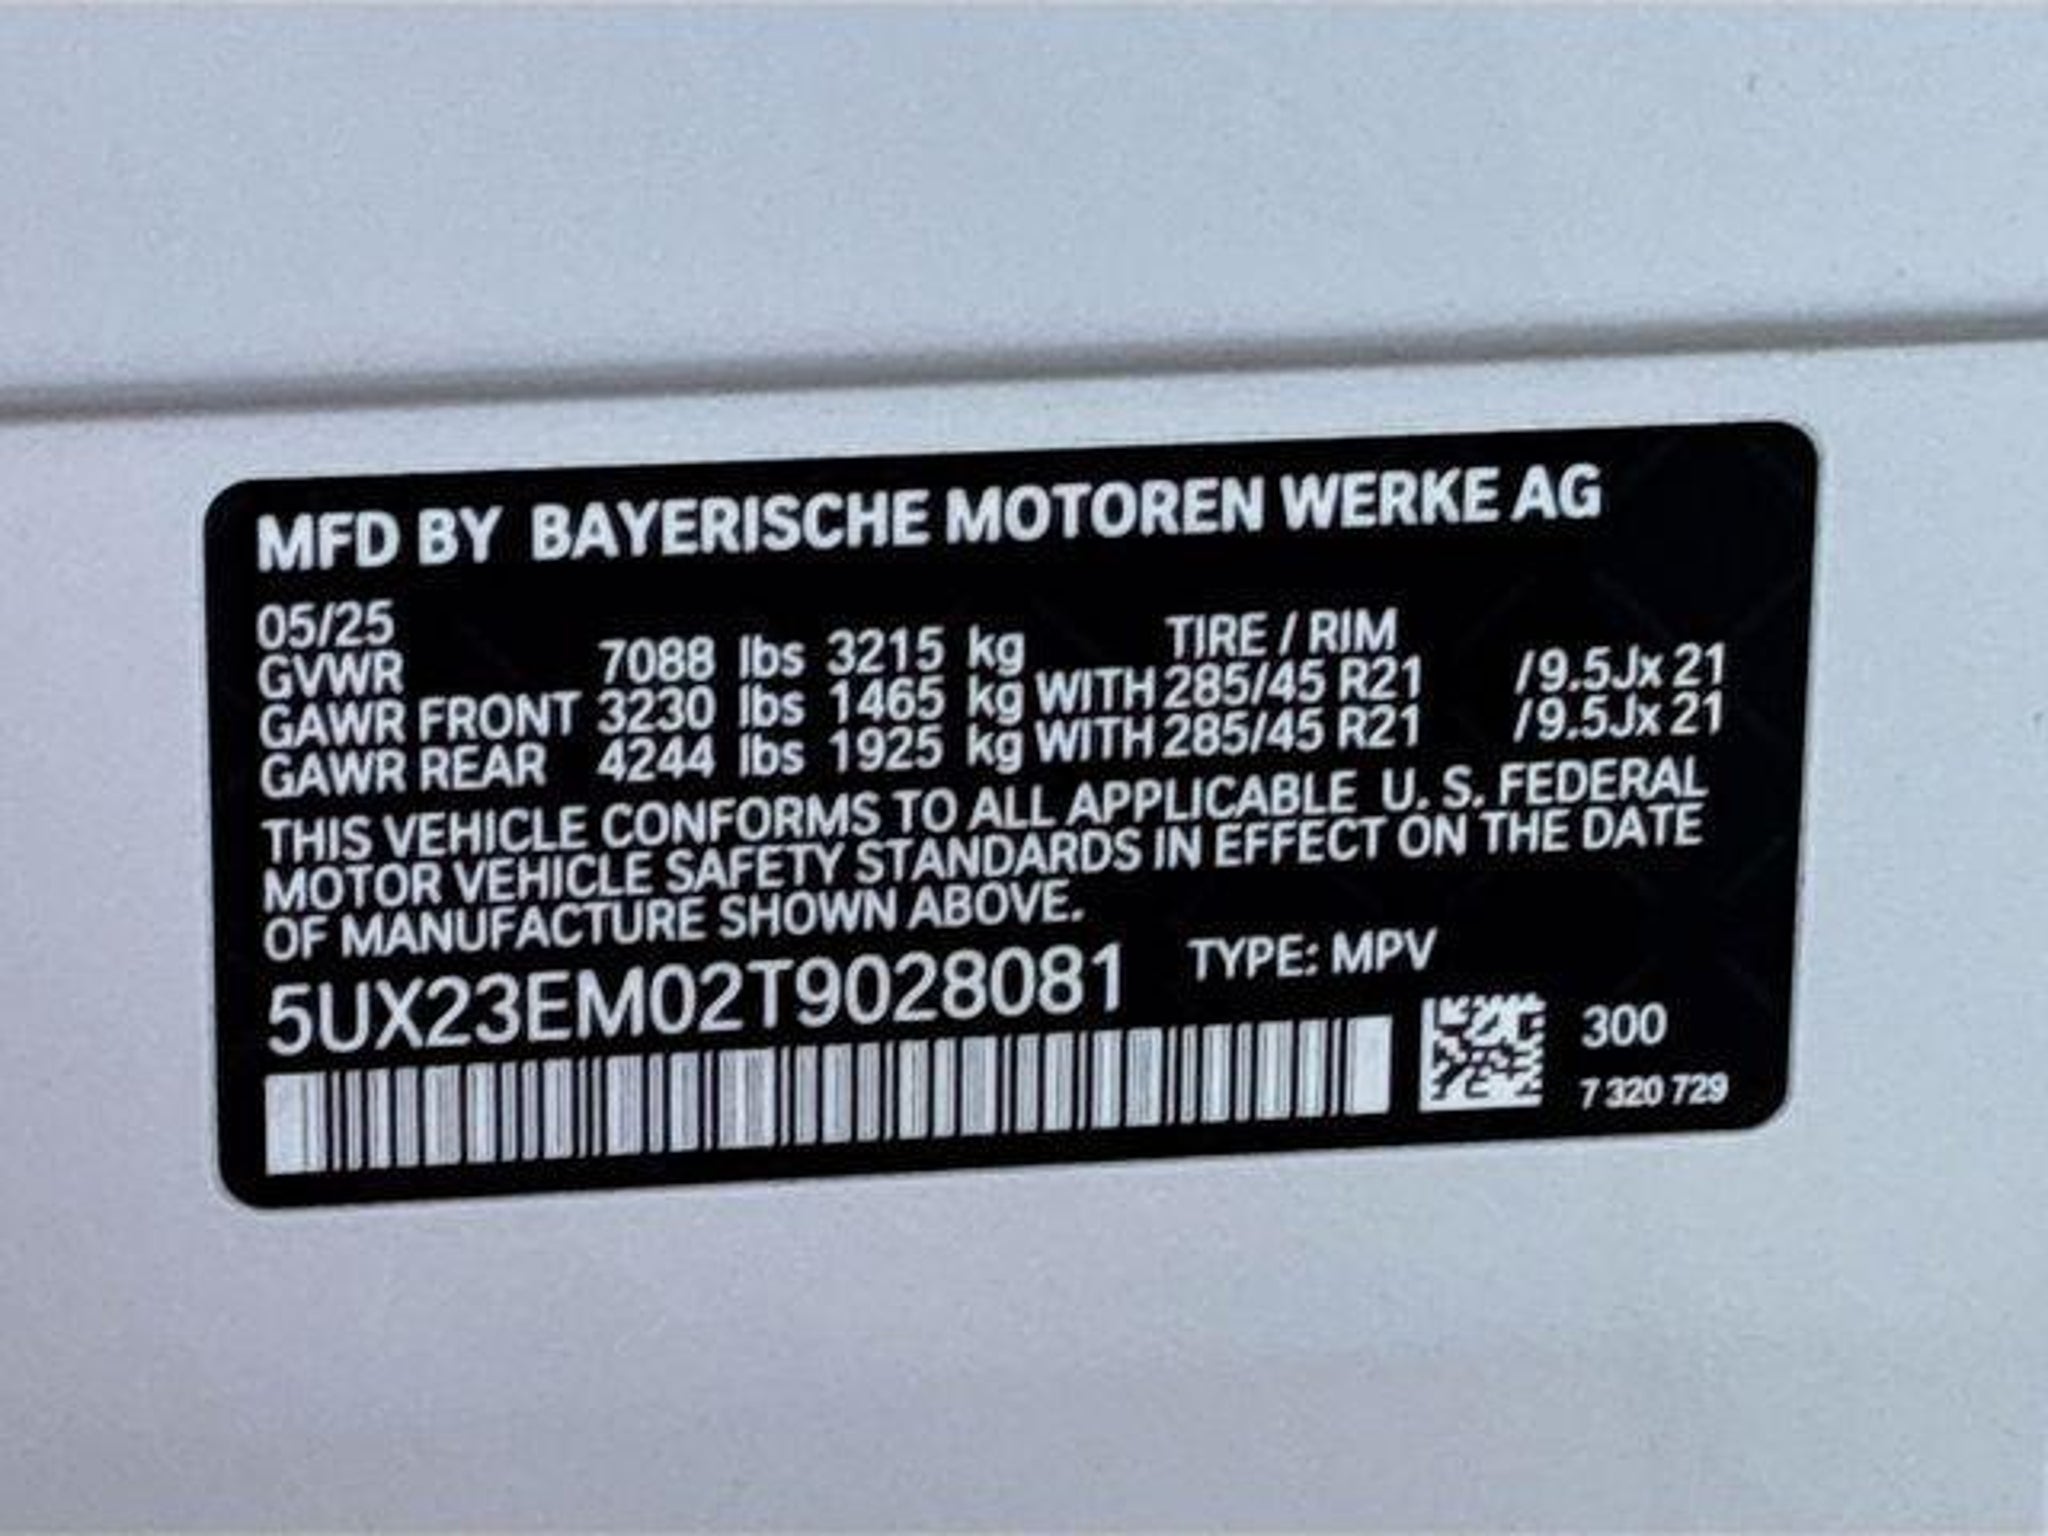 MFD BY BAYERISCHE MOTOREN WERKE AG
05/25
TIRE / RIM
GVWR 7088 lbs 3215 kg
GAWR FRONT 3230 lbs 1465 kg WITH 285/45 R21 /9.5Jx 21
GAWR REAR 4244 lbs 1925 kg WITH 285/45 R21 /9.5Jx 21
THIS VEHICLE CONFORMS TO ALL APPLICABLE U. S. FEDERAL
MOTOR VEHICLE SAFETY STANDARDS IN EFFECT ON THE DATE
OF MANUFACTURE SHOWN ABOVE.
5UX23EM02T9028081 TYPE: MPV
300
7 320 729